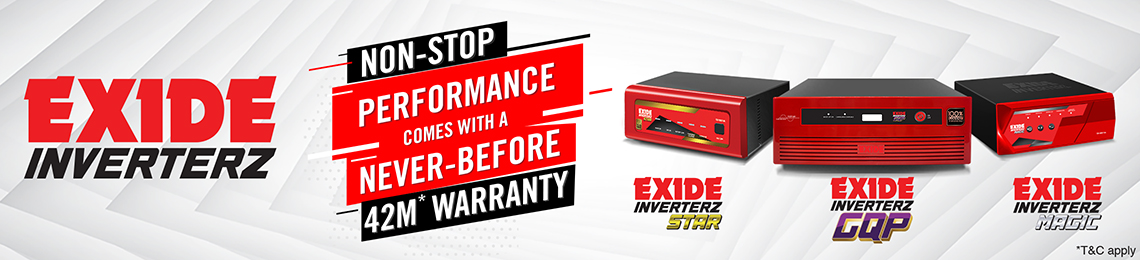 EXIDE
INVERTERZ
NON-STOP
PERFORMANCE
COMES WITH A
NEVER-BEFORE
42M* WARRANTY
EXIDE
INVERTERZ
STAR
EXIDE
INVERTERZ
GQP
EXIDE
INVERTERZ
MAGIC
*T&C apply